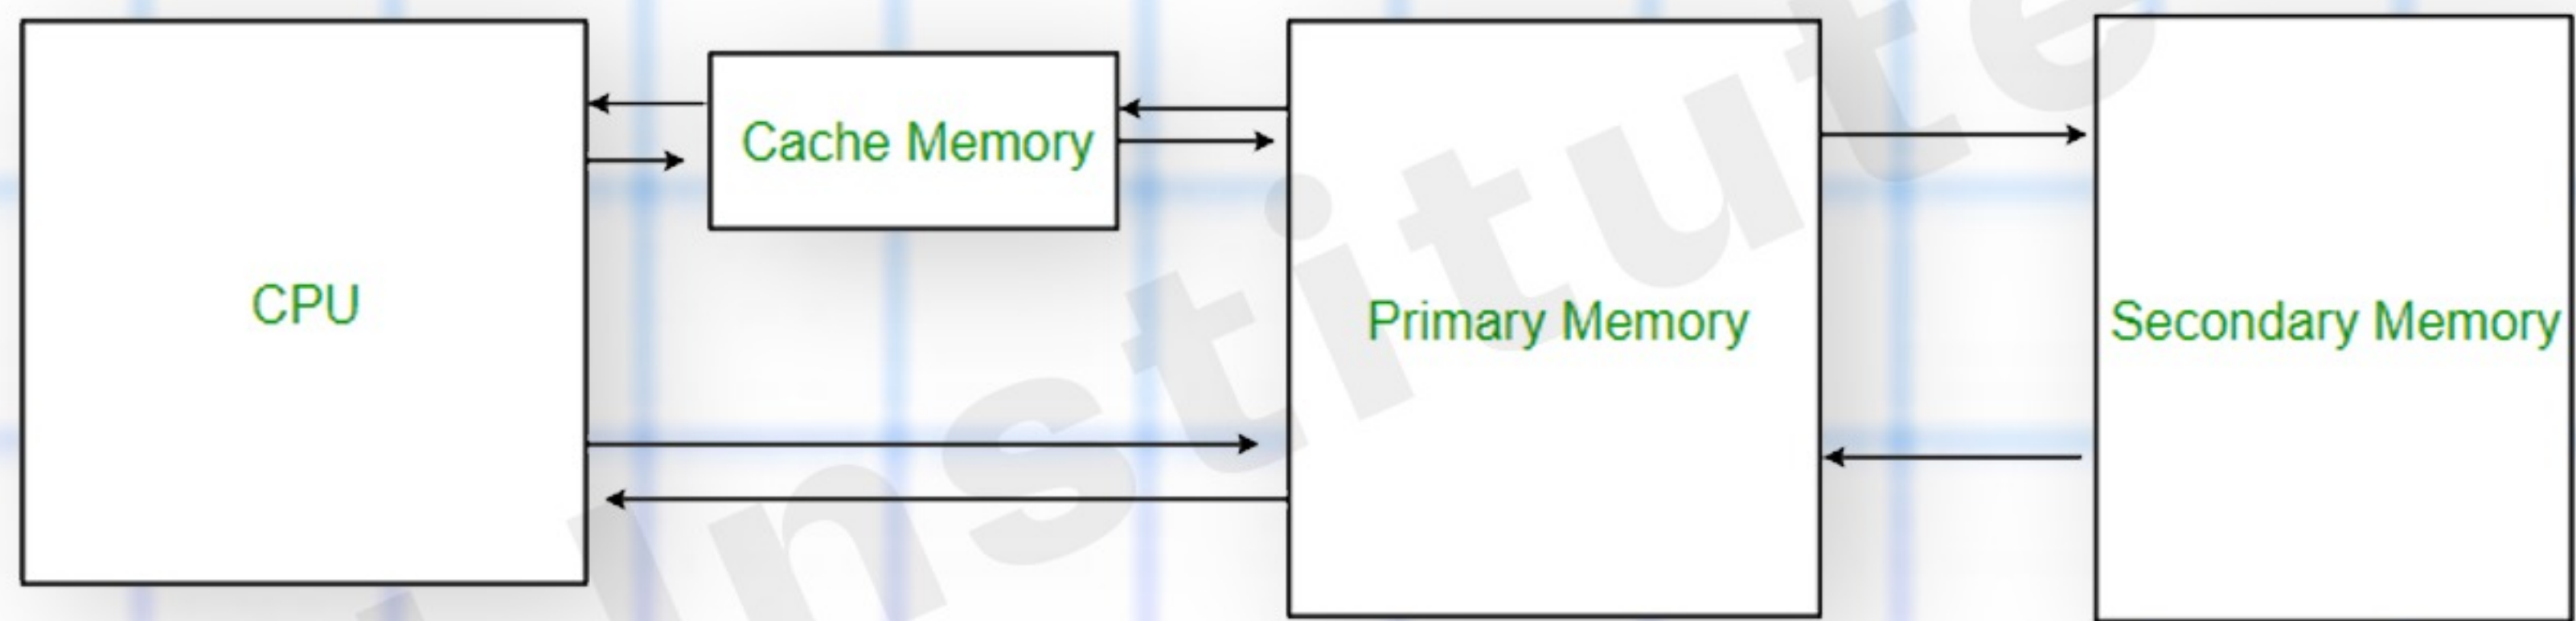 CPU
Cache Memory
Primary Memory
Secondary Memory
Institute